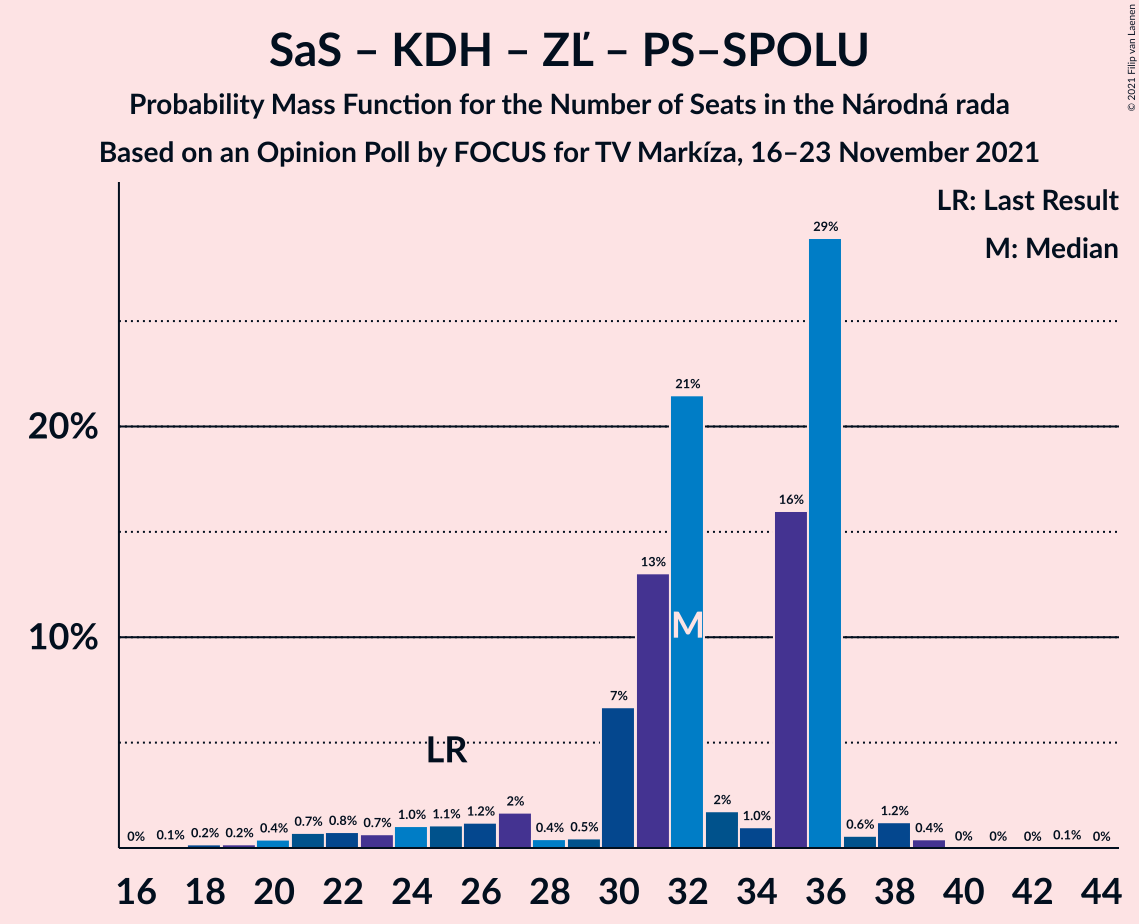 SaS – KDH – ZĽ – PS–SPOLU
Probability Mass Function for the Number of Seats in the Národná rada
Based on an Opinion Poll by FOCUS for TV Markíza, 16–23 November 2021
© 2021 Filip van Laenen
LR: Last Result
M: Median
20%
10%
0% 0.1% 0.2% 0.2% 0.4% 0.7% 0.8% 0.7% 1.0% 1.1% 1.2% 2% 0.4% 0.5% 7% 13% 21% 2% 1.0% 16% 29% 0.6% 1.2% 0.4% 0% 0% 0% 0.1% 0%
LR
M
16 18 20 22 24 26 28 30 32 34 36 38 40 42 44